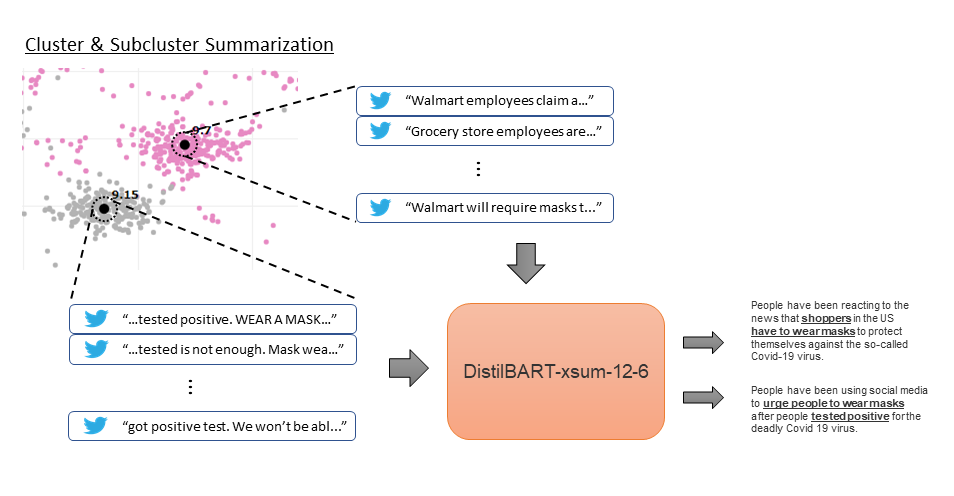 Cluster & Subcluster Summarization
9.7
9.15
“Walmart employees claim a…”
“Grocery store employees are…”
“Walmart will require masks t...”
“…tested positive. WEAR A MASK…”
“…tested is not enough. Mask wea…”
“got positive test. We won’t be abl...”
DistilBART-xsum-12-6
People have been reacting to the
news that shoppers in the US
have to wear masks to protect
themselves against the so-called
Covid-19 virus.
People have been using social media
to urge people to wear masks
after people tested positive for the
deadly Covid 19 virus.